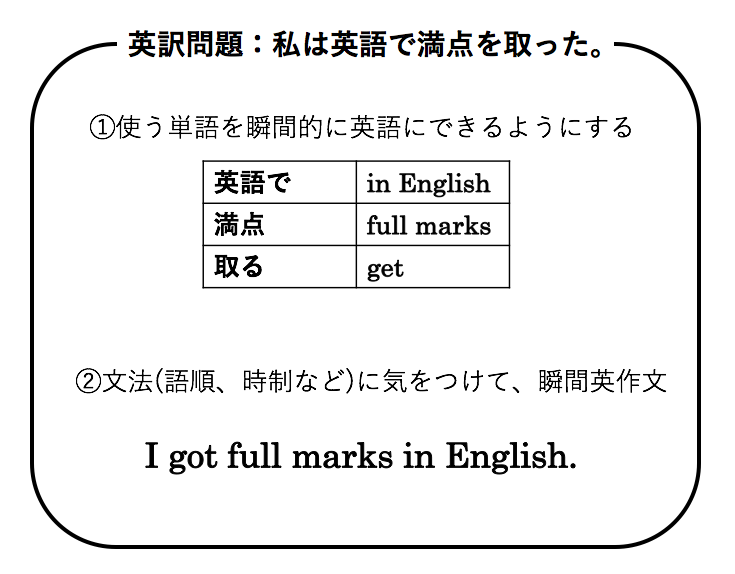 英訳問題：私は英語で満点を取った。
①使う単語を瞬間的に英語にできるようにする
英語で in English
満点 full marks
取る get
②文法(語順、時制など)に気をつけて、瞬間英作文
I got full marks in English.